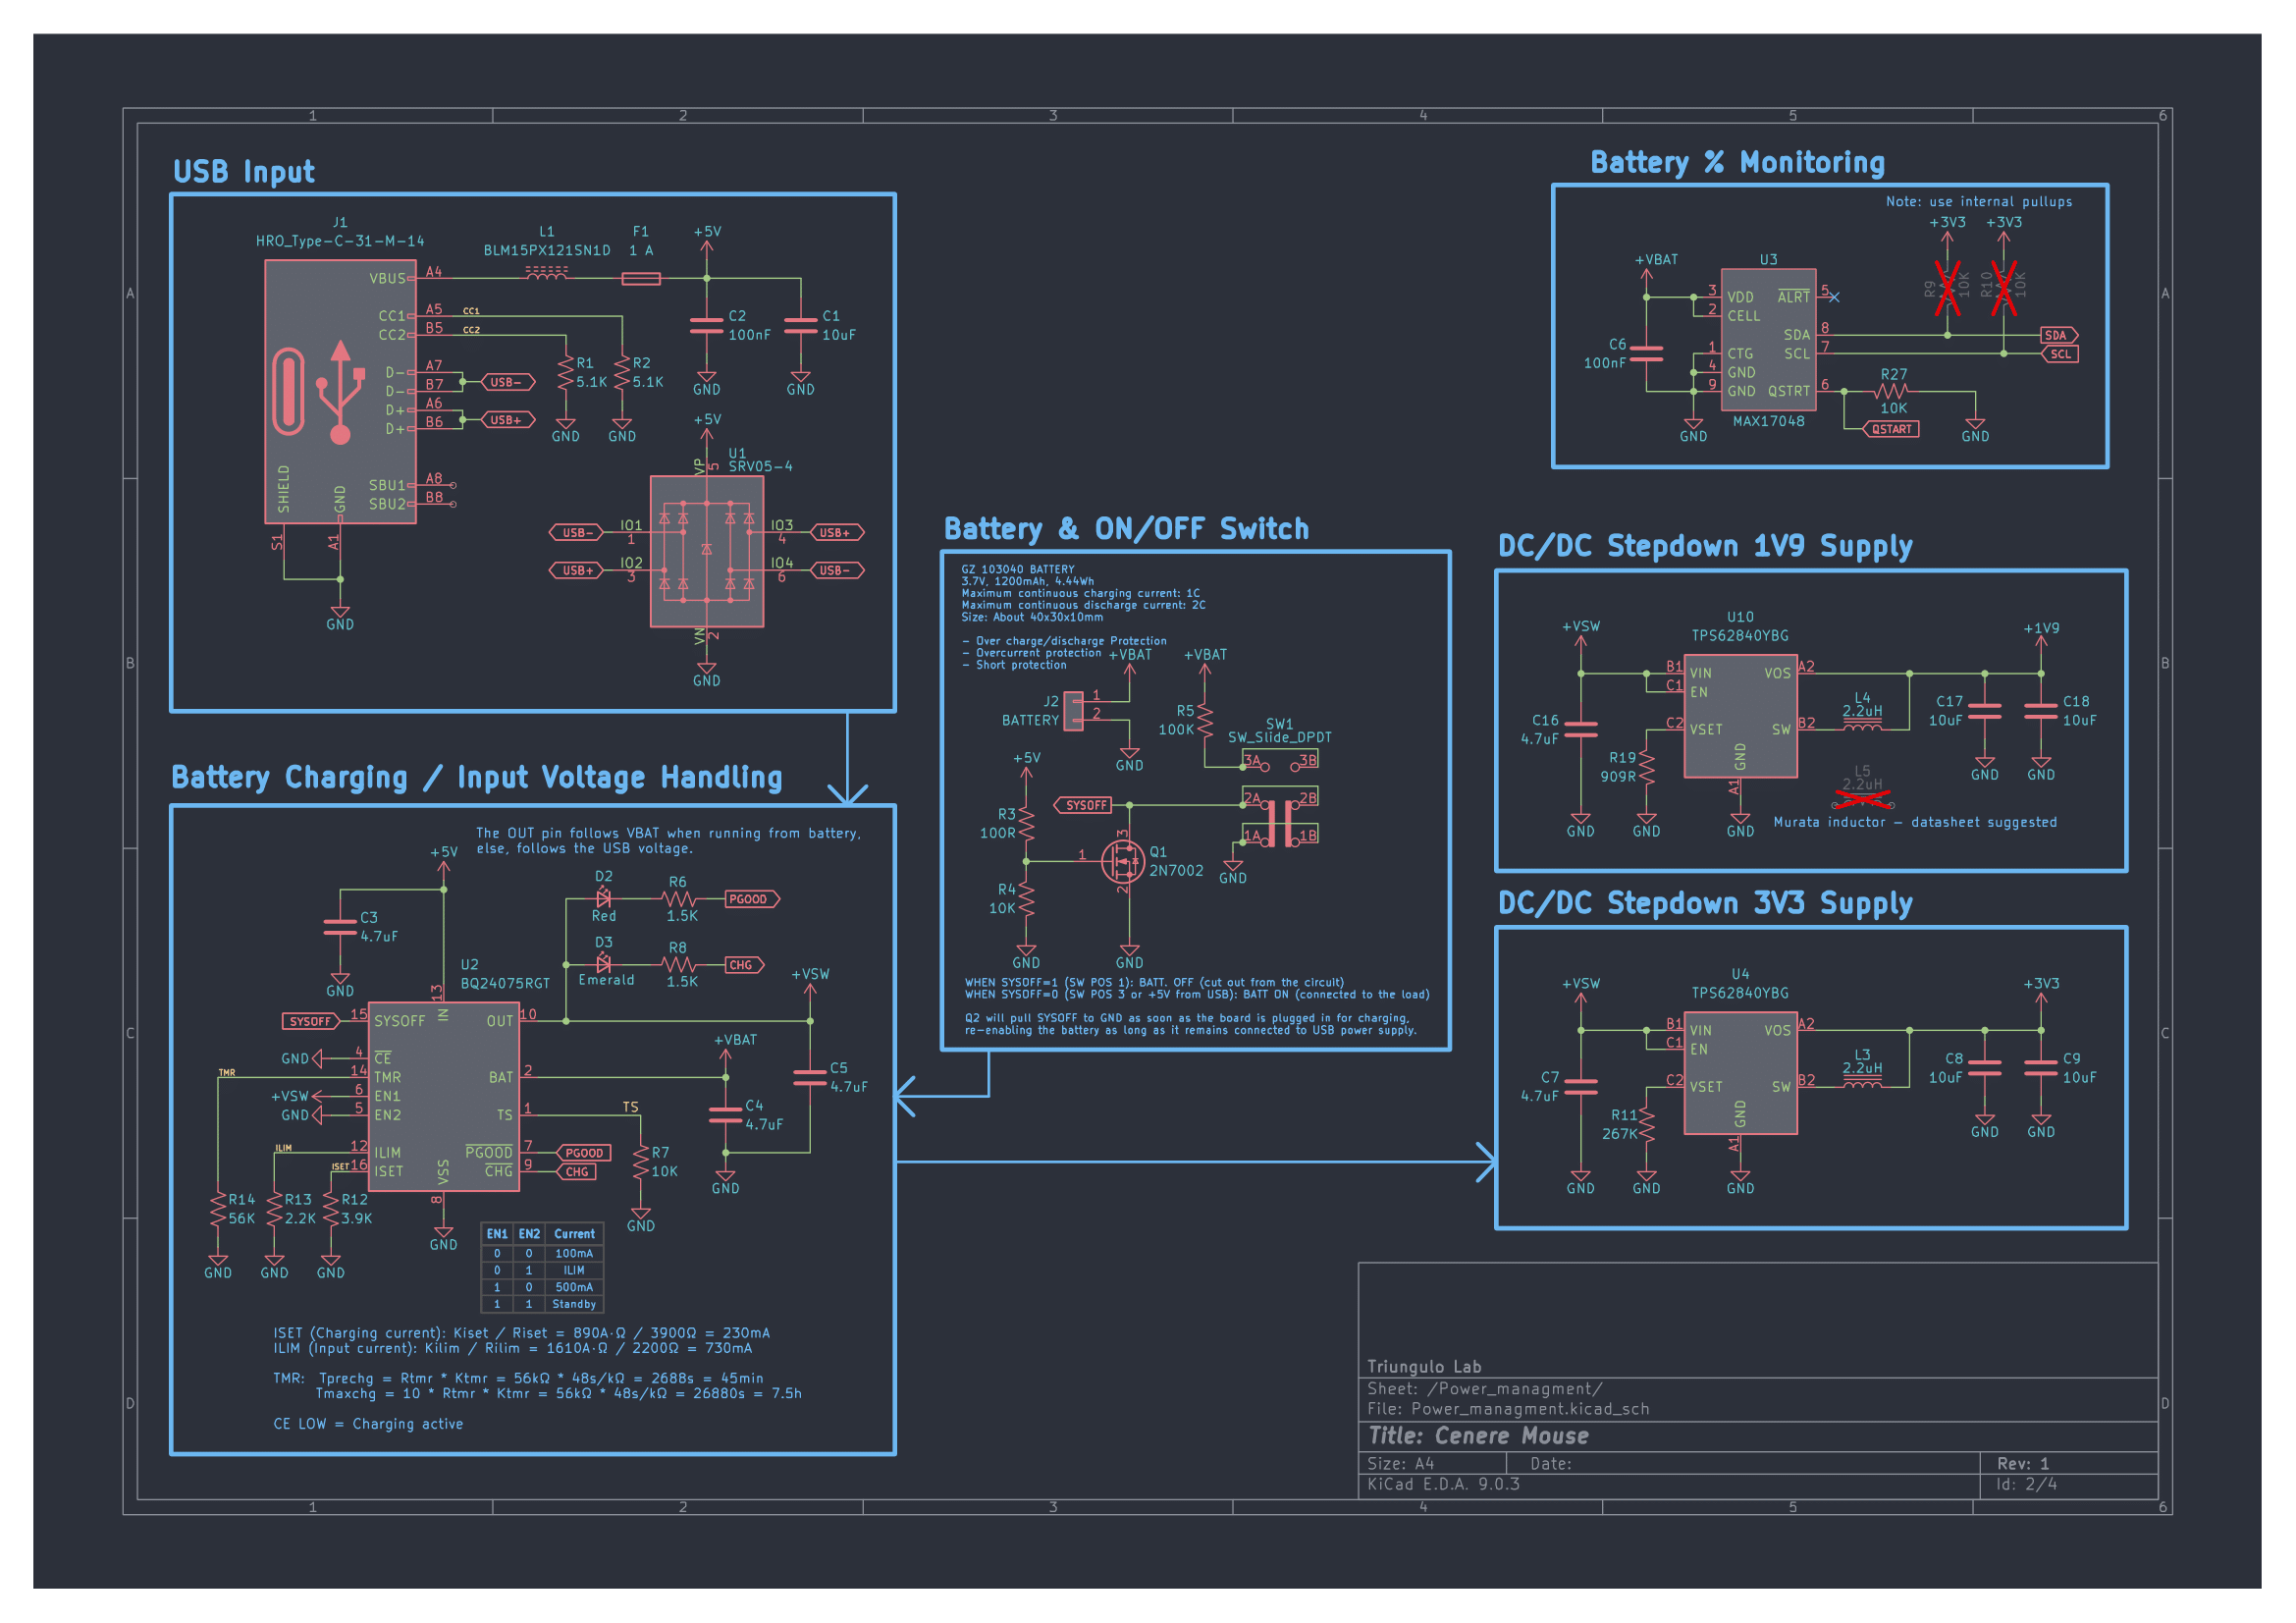 1 2 3 4 5 6
A
B
C
D
A
B
C
D
1 2 3 4 5 6
USB Input
J1
HRO_Type-C-31-M-14
VBUS A4
CC1 A5 CC1
CC2 B5 CC2
D- A7
D- B7
USB-
D+ A6
D+ B6
USB+
SBU1 A8
SBU2 B8
SHIELD S1
GND A1
GND
L1
BLM15PX121SN1D
F1
1 A
+5V
C2
100nF
GND
C1
10uF
GND
R1
5.1K
GND
R2
5.1K
GND
+5V
U1
SRV05-4
VP 5
USB- IO1 1
USB+ IO2 3
IO3 4 USB+
IO4 6 USB-
VN 2
GND
Battery Charging / Input Voltage Handling
The OUT pin follows VBAT when running from battery,
else, follows the USB voltage.
+5V
C3
4.7uF
GND
D2
Red
R6
1.5K
PGOOD
D3
Emerald
R8
1.5K
CHG
U2
BQ24075RGT
13 IN
SYSOFF 15 SYSOFF
GND 4 CE
TMR 14 TMR
+VSW 6 EN1
GND 5 EN2
ILIM 12 ILIM
ISET 16 ISET
VSS 8
GND
OUT 10
BAT 2
TS 1 TS
PGOOD 7 PGOOD
CHG 9 CHG
+VSW
C5
4.7uF
+VBAT
C4
4.7uF
GND
R7
10K
GND
R14
56K
GND
R13
2.2K
GND
R12
3.9K
GND
EN1 EN2 Current
0 0 100mA
0 1 ILIM
1 0 500mA
1 1 Standby
ISET (Charging current): Kiset / Riset = 890A·Ω / 3900Ω = 230mA
ILIM (Input current): Kilim / Rilim = 1610A·Ω / 2200Ω = 730mA
TMR: Tprechg = Rtmr * Ktmr = 56kΩ * 48s/kΩ = 2688s = 45min
Tmaxchg = 10 * Rtmr * Ktmr = 56kΩ * 48s/kΩ = 26880s = 7.5h
CE LOW = Charging active
Battery & ON/OFF Switch
GZ 103040 BATTERY
3.7V, 1200mAh, 4.44Wh
Maximum continuous charging current: 1C
Maximum continuous discharge current: 2C
Size: About 40x30x10mm
- Over charge/discharge Protection
- Overcurrent protection
- Short protection
+VBAT
J2
BATTERY
1
2
GND
+VBAT
R5
100K
SW1
SW_Slide_DPDT
3A 3B
2A 2B
1A 1B
GND
+5V
R3
100R
R4
10K
GND
SYSOFF
Q1
2N7002
1
3
2
GND
WHEN SYSOFF=1 (SW POS 1): BATT. OFF (cut out from the circuit)
WHEN SYSOFF=0 (SW POS 3 or +5V from USB): BATT ON (connected to the load)
Q2 will pull SYSOFF to GND as soon as the board is plugged in for charging,
re-enabling the battery as long as it remains connected to USB power supply.
Battery % Monitoring
Note: use internal pullups
+3V3 +3V3
R9
10K
R10
10K
+VBAT
C6
100nF
U3
3 VDD
2 CELL
1 CTG
4 GND
9 GND
ALRT 5
SDA 8 SDA
SCL 7 SCL
QSTRT 6
MAX17048
GND
R27
10K
QSTART
GND
DC/DC Stepdown 1V9 Supply
+VSW
U10
TPS62840YBG
B1 VIN
C1 EN
C2 VSET
VOS A2
SW B2
GND A1
GND
C16
4.7uF
GND
R19
909R
GND
L4
2.2uH
L5
2.2uH
Murata inductor - datasheet suggested
+1V9
C17
10uF
GND
C18
10uF
GND
DC/DC Stepdown 3V3 Supply
+VSW
U4
TPS62840YBG
B1 VIN
C1 EN
C2 VSET
VOS A2
SW B2
GND A1
GND
C7
4.7uF
GND
R11
267K
GND
L3
2.2uH
+3V3
C8
10uF
GND
C9
10uF
GND
Triungulo Lab
Sheet: /Power_managment/
File: Power_managment.kicad_sch
Title: Cenere Mouse
Size: A4 Date: Rev: 1
KiCad E.D.A. 9.0.3 Id: 2/4